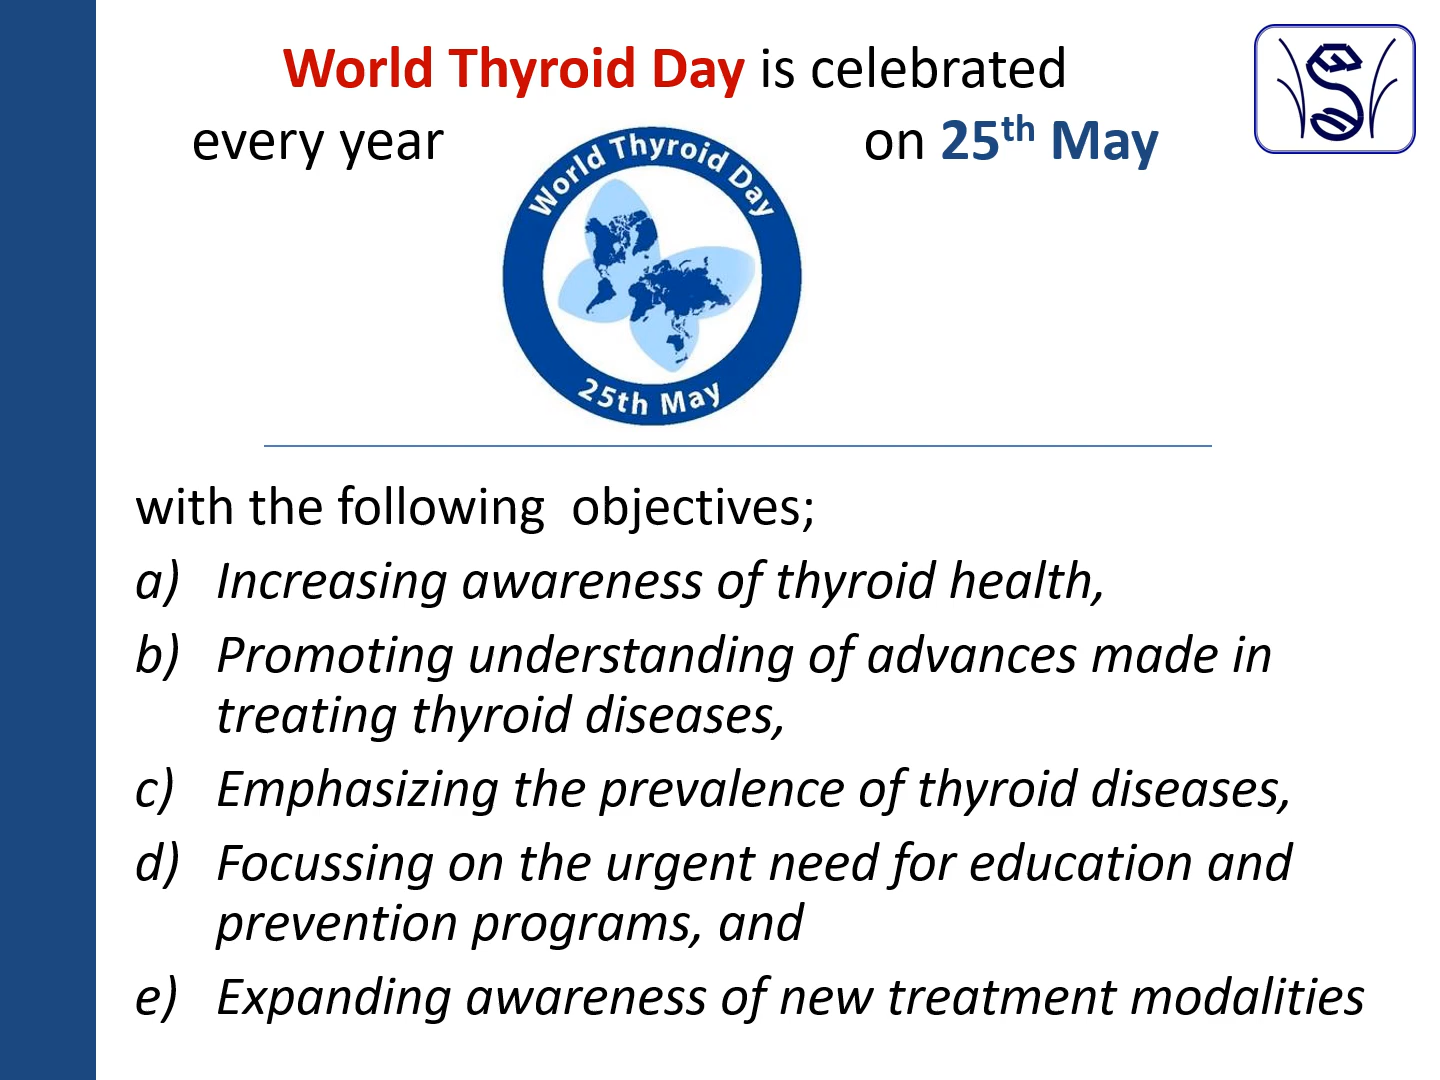 World Thyroid Day is celebrated
every year on 25th May
World Thyroid Day
25th May
with the following  objectives;
a) Increasing awareness of thyroid health,
b) Promoting understanding of advances made in
treating thyroid diseases,
c) Emphasizing the prevalence of thyroid diseases,
d) Focussing on the urgent need for education and
prevention programs, and
e) Expanding awareness of new treatment modalities